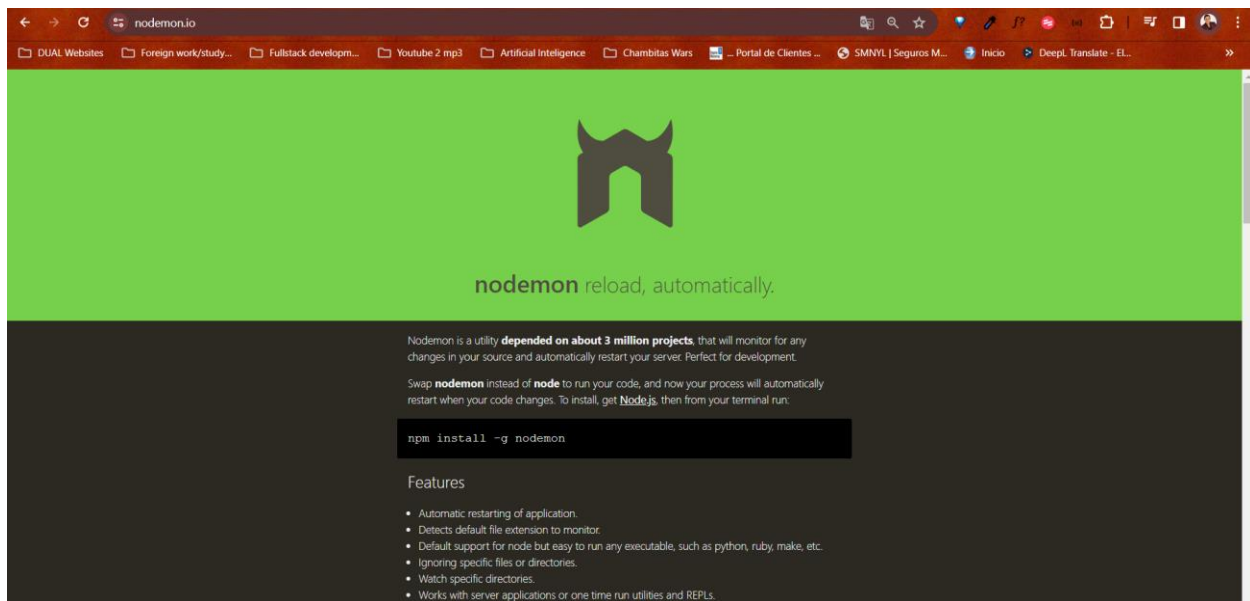 nodemon.io
DUAL Websites Foreign work/study... Fullstack developm... Youtube 2 mp3 Artificial Inteligence Chambitas Wars ... Portal de Clientes ... SMNYL | Seguros M... Inicio DeepL Translate - El...
nodemon reload, automatically.
Nodemon is a utility depended on about 3 million projects, that will monitor for any
changes in your source and automatically restart your server. Perfect for development.
Swap nodemon instead of node to run your code, and now your process will automatically
restart when your code changes. To install, get Node.js, then from your terminal run:
npm install -g nodemon
Features
• Automatic restarting of application.
• Detects default file extension to monitor.
• Default support for node but easy to run any executable, such as python, ruby, make, etc.
• Ignoring specific files or directories.
• Watch specific directories.
• Works with server applications or one time run utilities and REPLs.